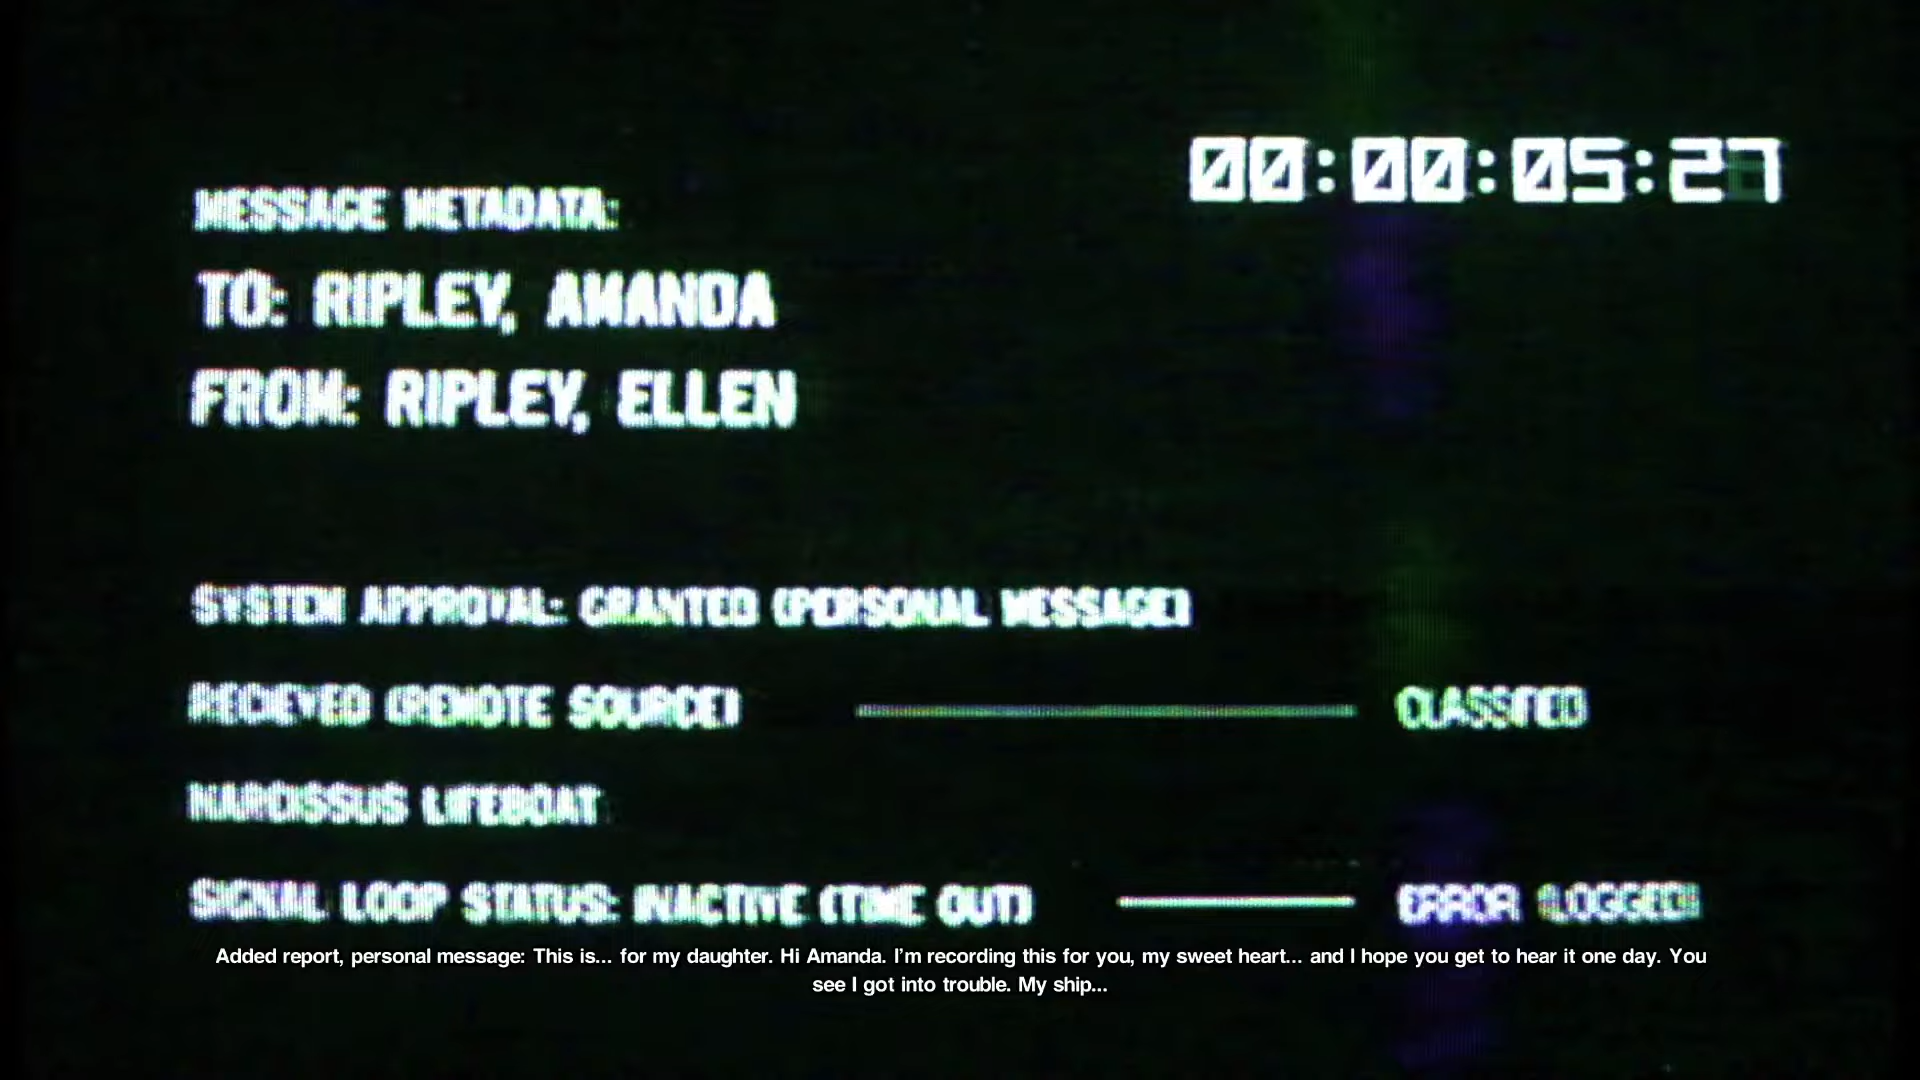 00:00:05:27
MESSAGE METADATA:
TO: RIPLEY, AMANDA
FROM: RIPLEY, ELLEN
SYSTEM APPROVAL: GRANTED (PERSONAL MESSAGE)
RECIEVED (REMOTE SOURCE) CLASSIFIED
NARCISSUS LIFEBOAT
SIGNAL LOOP STATUS: INACTIVE (TIME OUT) ERROR (LOGGED)
Added report, personal message: This is... for my daughter. Hi Amanda. I'm recording this for you, my sweet heart... and I hope you get to hear it one day. You
see I got into trouble. My ship...